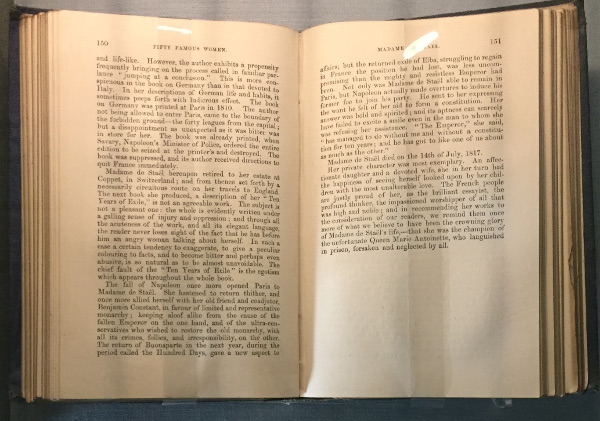 150
FIFTY FAMOUS WOMEN.
and life-like. However, the author exhibits a propensity
frequently bringing on the process called in familiar par-
lance "jumping at a conclusion." This is more con-
spicuous in the book on Germany than in that devoted to
Italy. In her descriptions of German life and habits, it
sometimes peeps forth with ludicrous effect. The book
on Germany was printed at Paris in 1810. The author
not being allowed to enter Paris, came to the boundary of
the forbidden ground—the forty leagues from the capital;
but a disappointment as unexpected as it was bitter was
in store for her. The book was already printed, when
Savary, Napoleon's Minister of Police, ordered the entire
edition to be seized at the printer's and destroyed. The
book was suppressed, and its author received directions to
quit France immediately.
Madame de Staël hereupon retired to her estate at
Coppet, in Switzerland; and from thence set forth by a
necessarily circuitous route on her travels to England.
The next book she produced, a description of her "Ten
Years of Exile," is not an agreeable work. The subject is
not a pleasant one: the whole is evidently written under
a galling sense of injury and oppression; and through all
the acuteness of the work, and all its elegant language,
the reader never loses sight of the fact that he has before
him an angry woman talking about herself. In such a
case a certain tendency to exaggerate, to give a peculiar
colouring to facts, and to become bitter and perhaps even
abusive, is so natural as to be almost unavoidable. The
chief fault of the "Ten Years of Exile" is the egotism
which appears throughout the whole book.
The fall of Napoleon once more opened Paris to
Madame de Staël. She hastened to return thither, and
once more allied herself with her old friend and coadjutor,
Benjamin Constant, in favour of limited and representative
monarchy; keeping aloof alike from the cause of the
fallen Emperor on the one hand, and of the ultra-con-
servatives who wished to restore the old monarchy, with
all its crimes, follies, and irresponsibility, on the other.
The return of Buonaparte in the next year, during the
period called the Hundred Days, gave a new aspect to
MADAME DE STAËL.
151
affairs, but the returned exile of Elba, struggling to regain
in France the position he had lost, was less uncom-
promising than the mighty and resistless Emperor had
been. Not only was Madame de Staël able to remain in
Paris, but Napoleon actually made overtures to induce his
former foe to join his party. He sent to her expressing
the want he felt of her aid to form a constitution. Her
answer was bold and spirited; and its aptness can scarcely
have failed to excite a smile even in the man to whom she
was refusing her assistance. "The Emperor," she said,
"has managed to do without me and without a constitu-
tion for ten years; and he has got to like one of us about
as much as the other."
Madame de Staël died on the 14th of July, 1817.
Her private character was most exemplary. An affec-
tionate daughter and a devoted wife, she in her turn had
the happiness of seeing herself looked upon by her chil-
dren with the most unalterable love. The French people
are justly proud of her, as the brilliant essayist, the
profound thinker, the impassioned worshipper of all that
was high and noble; and in recommending her works to
the consideration of our readers, we remind them once
more of what we believe to have been the crowning glory
of Madame de Staël's life,—that she was the champion of
the unfortunate Queen Marie Antoinette, who languished
in prison, forsaken and neglected by all.